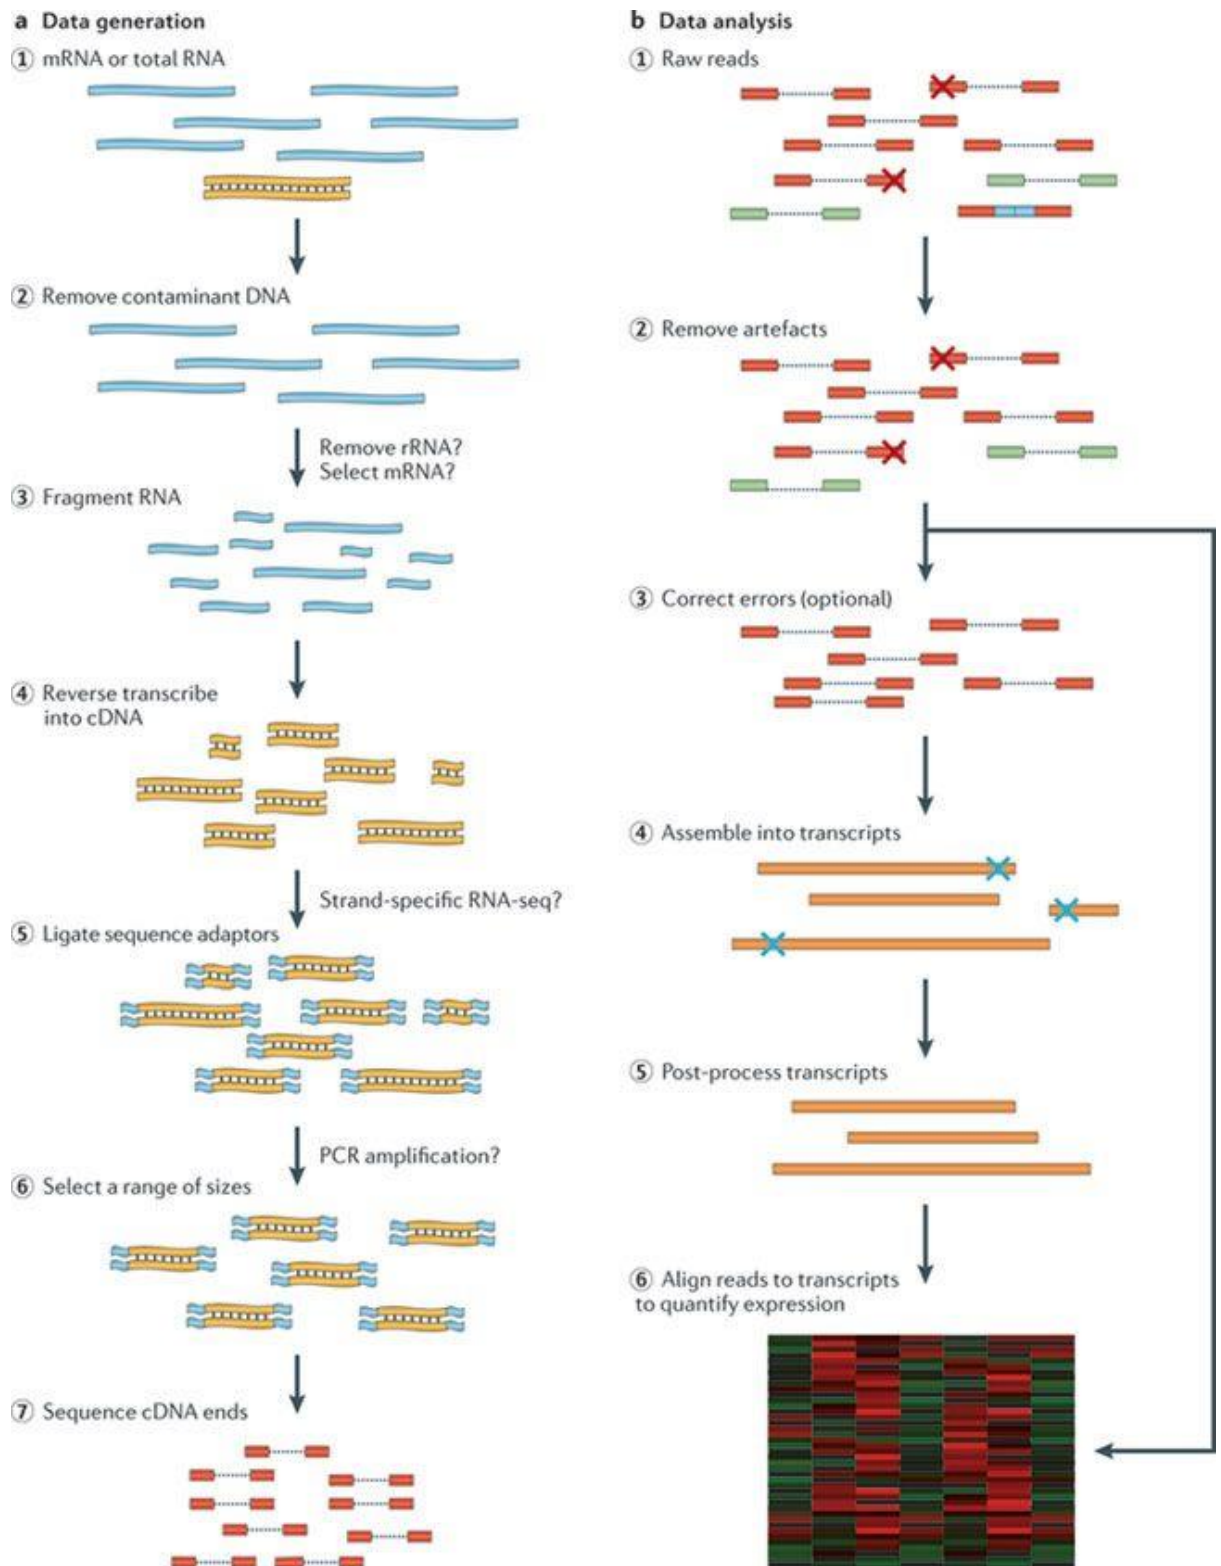 a Data generation
① mRNA or total RNA
② Remove contaminant DNA
Remove rRNA?
Select mRNA?
③ Fragment RNA
④ Reverse transcribe
into cDNA
Strand-specific RNA-seq?
⑤ Ligate sequence adaptors
PCR amplification?
⑥ Select a range of sizes
⑦ Sequence cDNA ends
b Data analysis
① Raw reads
② Remove artefacts
③ Correct errors (optional)
④ Assemble into transcripts
⑤ Post-process transcripts
⑥ Align reads to transcripts
to quantify expression